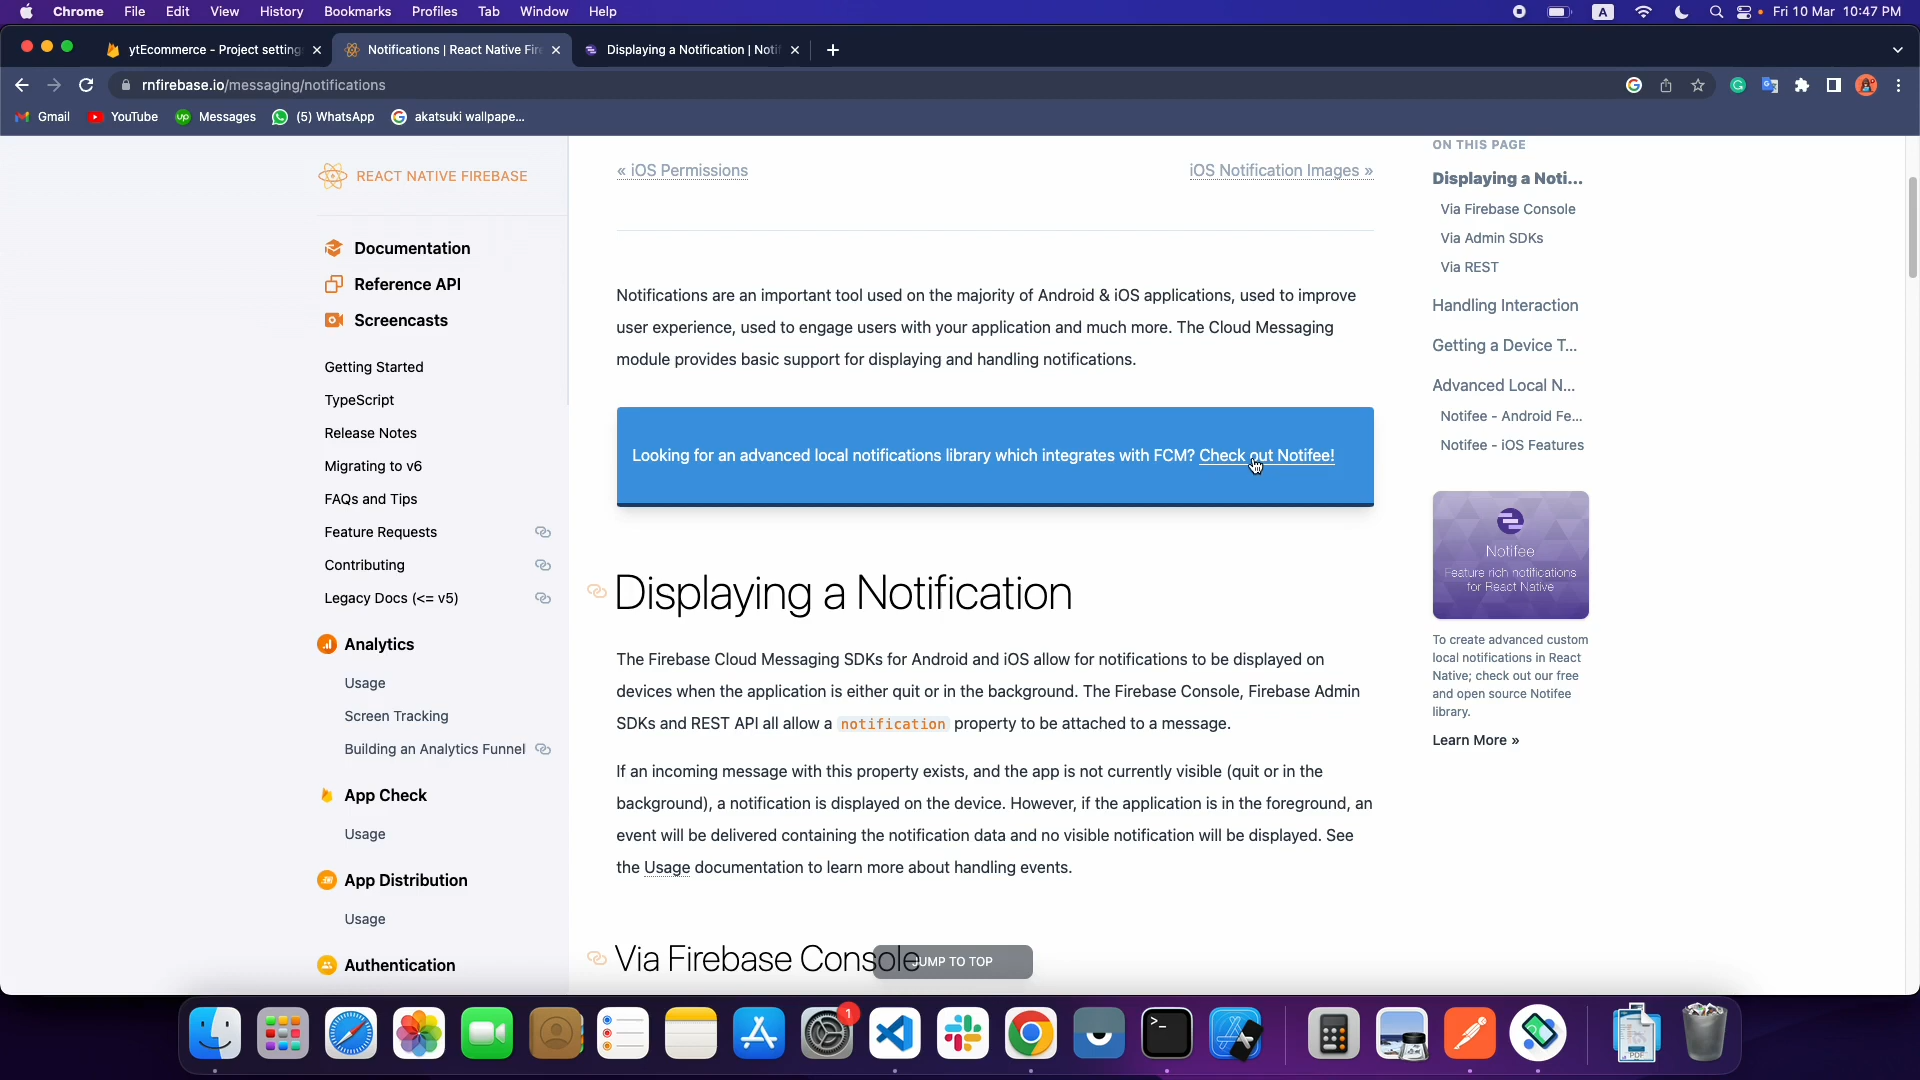 Chrome File Edit View History Bookmarks Profiles Tab Window Help A Fri 10 Mar 10:47 PM
ytEcommerce - Project setting Notifications | React Native Fir Displaying a Notification | Noti
rnfirebase.io/messaging/notifications
Gmail YouTube Messages (5) WhatsApp akatsuki wallpape...
REACT NATIVE FIREBASE
Documentation
Reference API
Screencasts
Getting Started
TypeScript
Release Notes
Migrating to v6
FAQs and Tips
Feature Requests
Contributing
Legacy Docs (<= v5)
Analytics
Usage
Screen Tracking
Building an Analytics Funnel
App Check
Usage
App Distribution
Usage
Authentication
« iOS Permissions iOS Notification Images »
Notifications are an important tool used on the majority of Android & iOS applications, used to improve
user experience, used to engage users with your application and much more. The Cloud Messaging
module provides basic support for displaying and handling notifications.
Looking for an advanced local notifications library which integrates with FCM? Check out Notifee!
Displaying a Notification
The Firebase Cloud Messaging SDKs for Android and iOS allow for notifications to be displayed on
devices when the application is either quit or in the background. The Firebase Console, Firebase Admin
SDKs and REST API all allow a notification property to be attached to a message.
If an incoming message with this property exists, and the app is not currently visible (quit or in the
background), a notification is displayed on the device. However, if the application is in the foreground, an
event will be delivered containing the notification data and no visible notification will be displayed. See
the Usage documentation to learn more about handling events.
Via Firebase Console
JUMP TO TOP
ON THIS PAGE
Displaying a Noti...
Via Firebase Console
Via Admin SDKs
Via REST
Handling Interaction
Getting a Device T...
Advanced Local N...
Notifee - Android Fe...
Notifee - iOS Features
Notifee
Feature rich notifications
for React Native
To create advanced custom
local notifications in React
Native; check out our free
and open source Notifee
library.
Learn More »
1
PDF